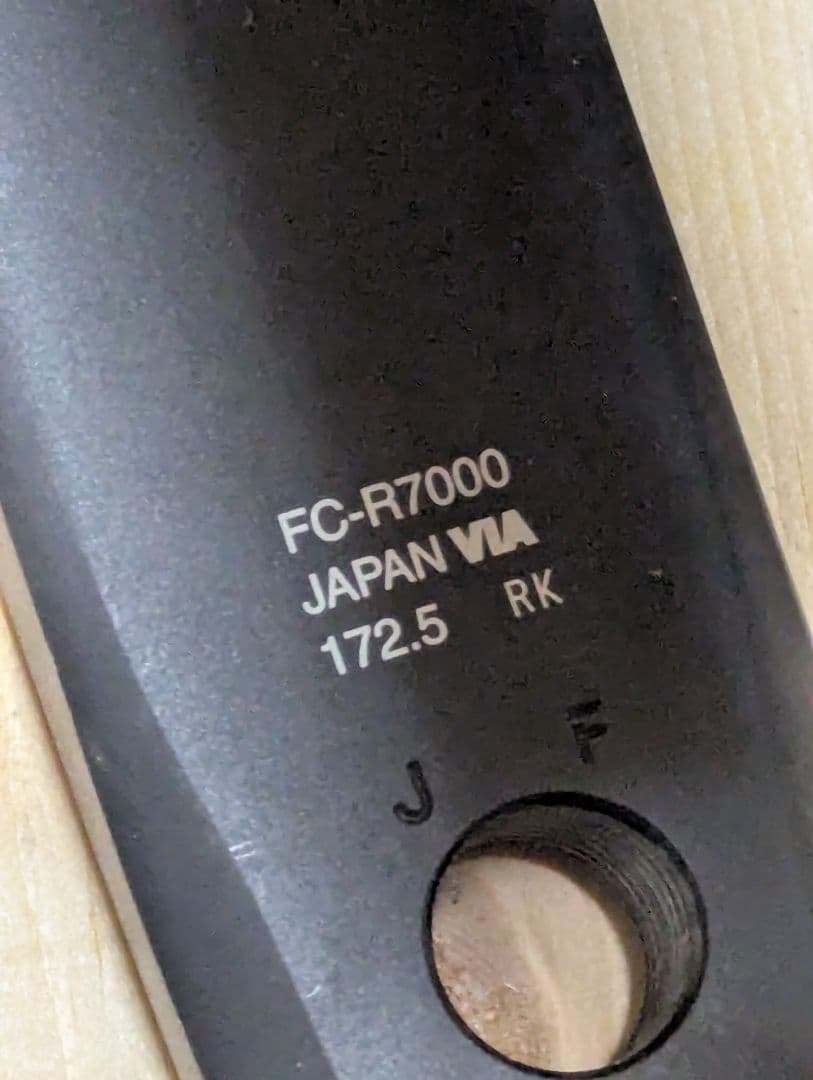 FC-R7000
JAPAN VIA
172.5 RK
J